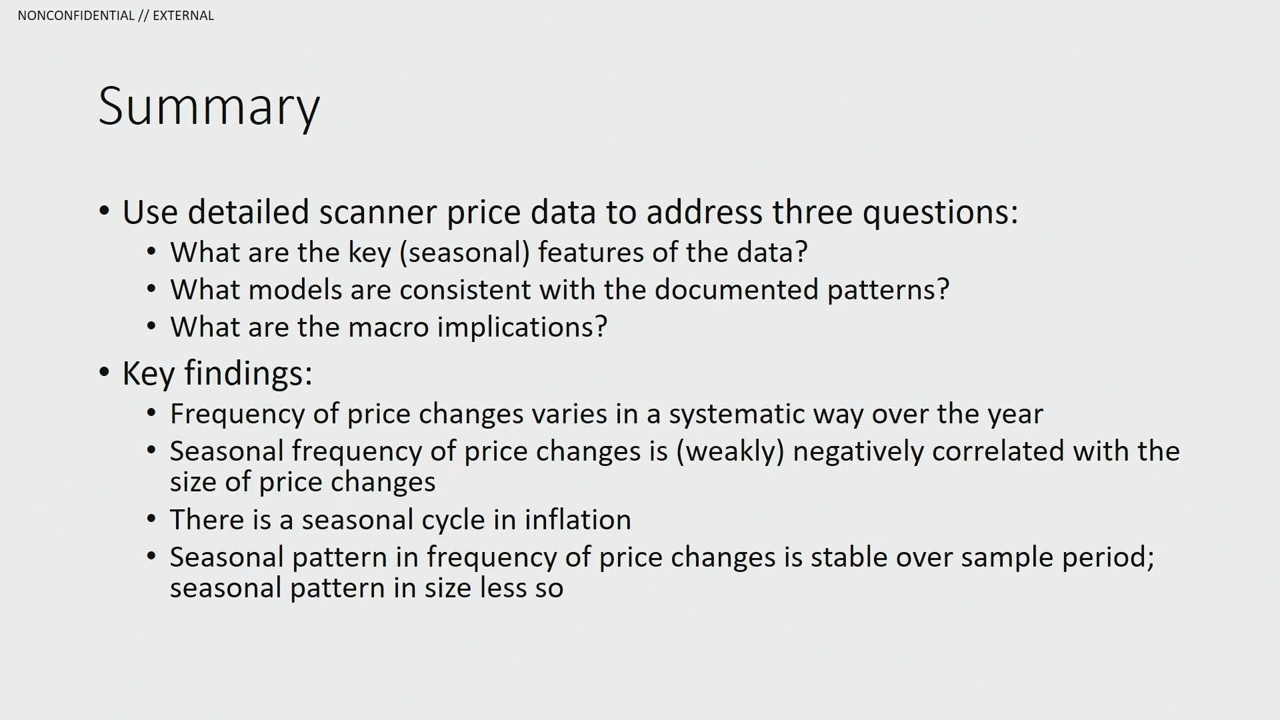 NONCONFIDENTIAL // EXTERNAL
Summary
• Use detailed scanner price data to address three questions:
• What are the key (seasonal) features of the data?
• What models are consistent with the documented patterns?
• What are the macro implications?
• Key findings:
• Frequency of price changes varies in a systematic way over the year
• Seasonal frequency of price changes is (weakly) negatively correlated with the
size of price changes
• There is a seasonal cycle in inflation
• Seasonal pattern in frequency of price changes is stable over sample period;
seasonal pattern in size less so